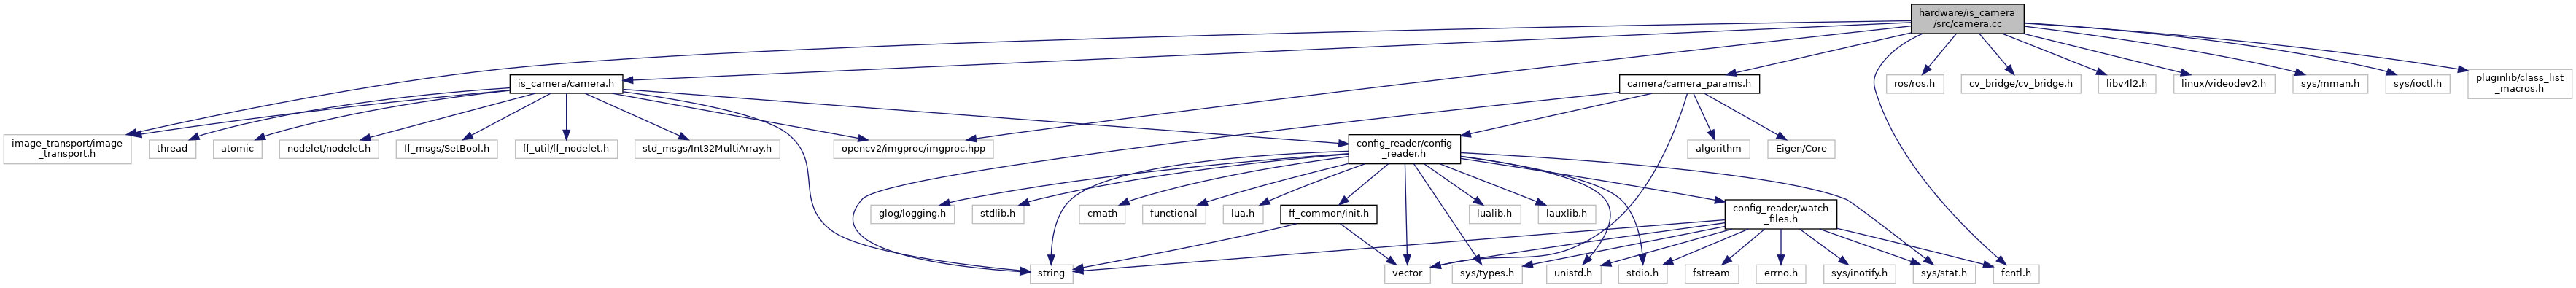 hardware/is_camera
/src/camera.cc
is_camera/camera.h
camera/camera_params.h
ros/ros.h
cv_bridge/cv_bridge.h
libv4l2.h
linux/videodev2.h
sys/mman.h
sys/ioctl.h
pluginlib/class_list
_macros.h
image_transport/image
_transport.h
thread
atomic
nodelet/nodelet.h
ff_msgs/SetBool.h
ff_util/ff_nodelet.h
std_msgs/Int32MultiArray.h
opencv2/imgproc/imgproc.hpp
config_reader/config
_reader.h
algorithm
Eigen/Core
glog/logging.h
stdlib.h
cmath
functional
lua.h
ff_common/init.h
lualib.h
lauxlib.h
config_reader/watch
_files.h
string
vector
sys/types.h
unistd.h
stdio.h
fstream
errno.h
sys/inotify.h
sys/stat.h
fcntl.h